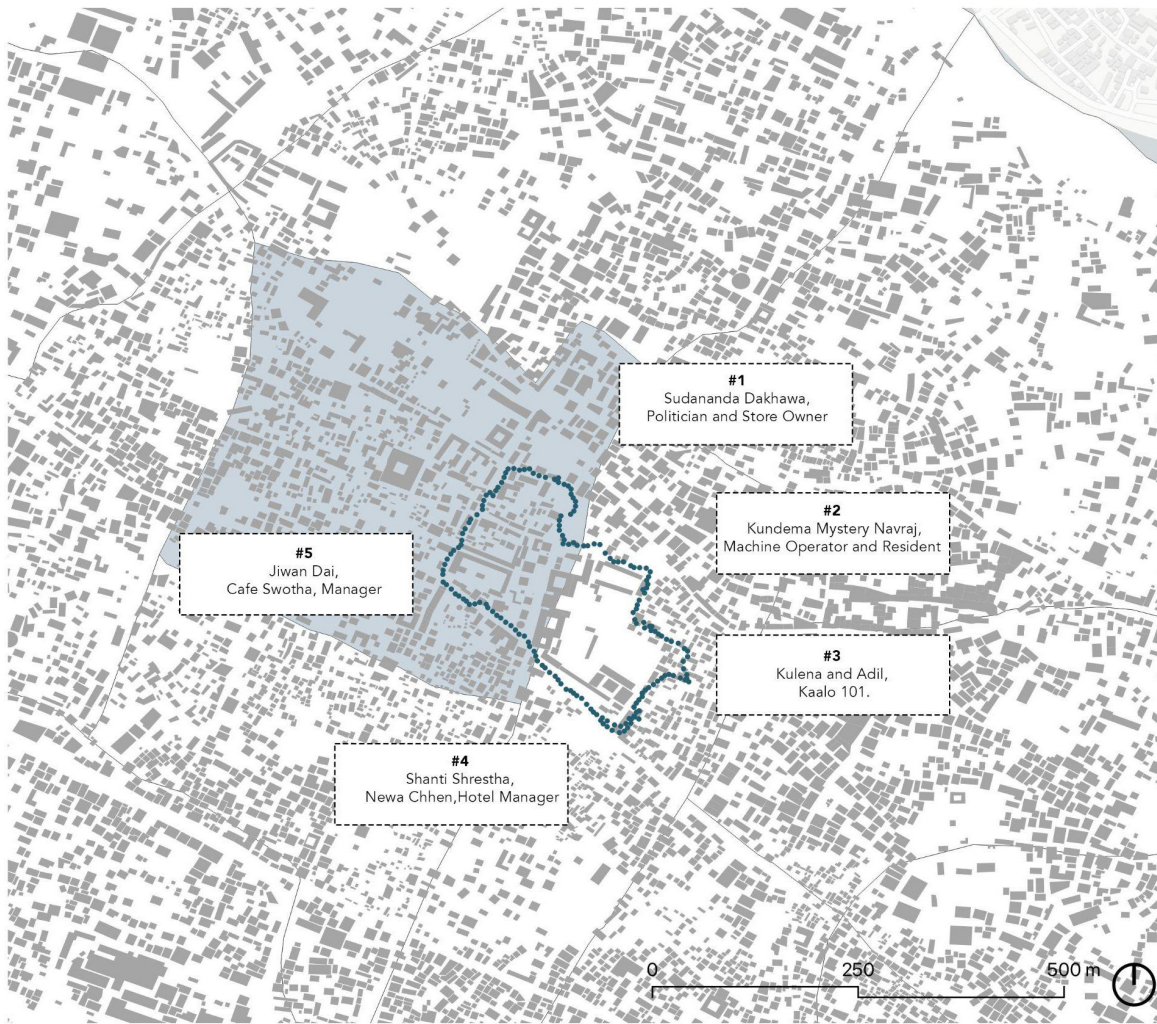 #1
Sudananda Dakhawa,
Politician and Store Owner
#2
Kundema Mystery Navraj,
Machine Operator and Resident
#5
Jiwan Dai,
Cafe Swotha, Manager
#3
Kulena and Adil,
Kaalo 101.
#4
Shanti Shrestha,
Newa Chhen,Hotel Manager
0 250 500 m